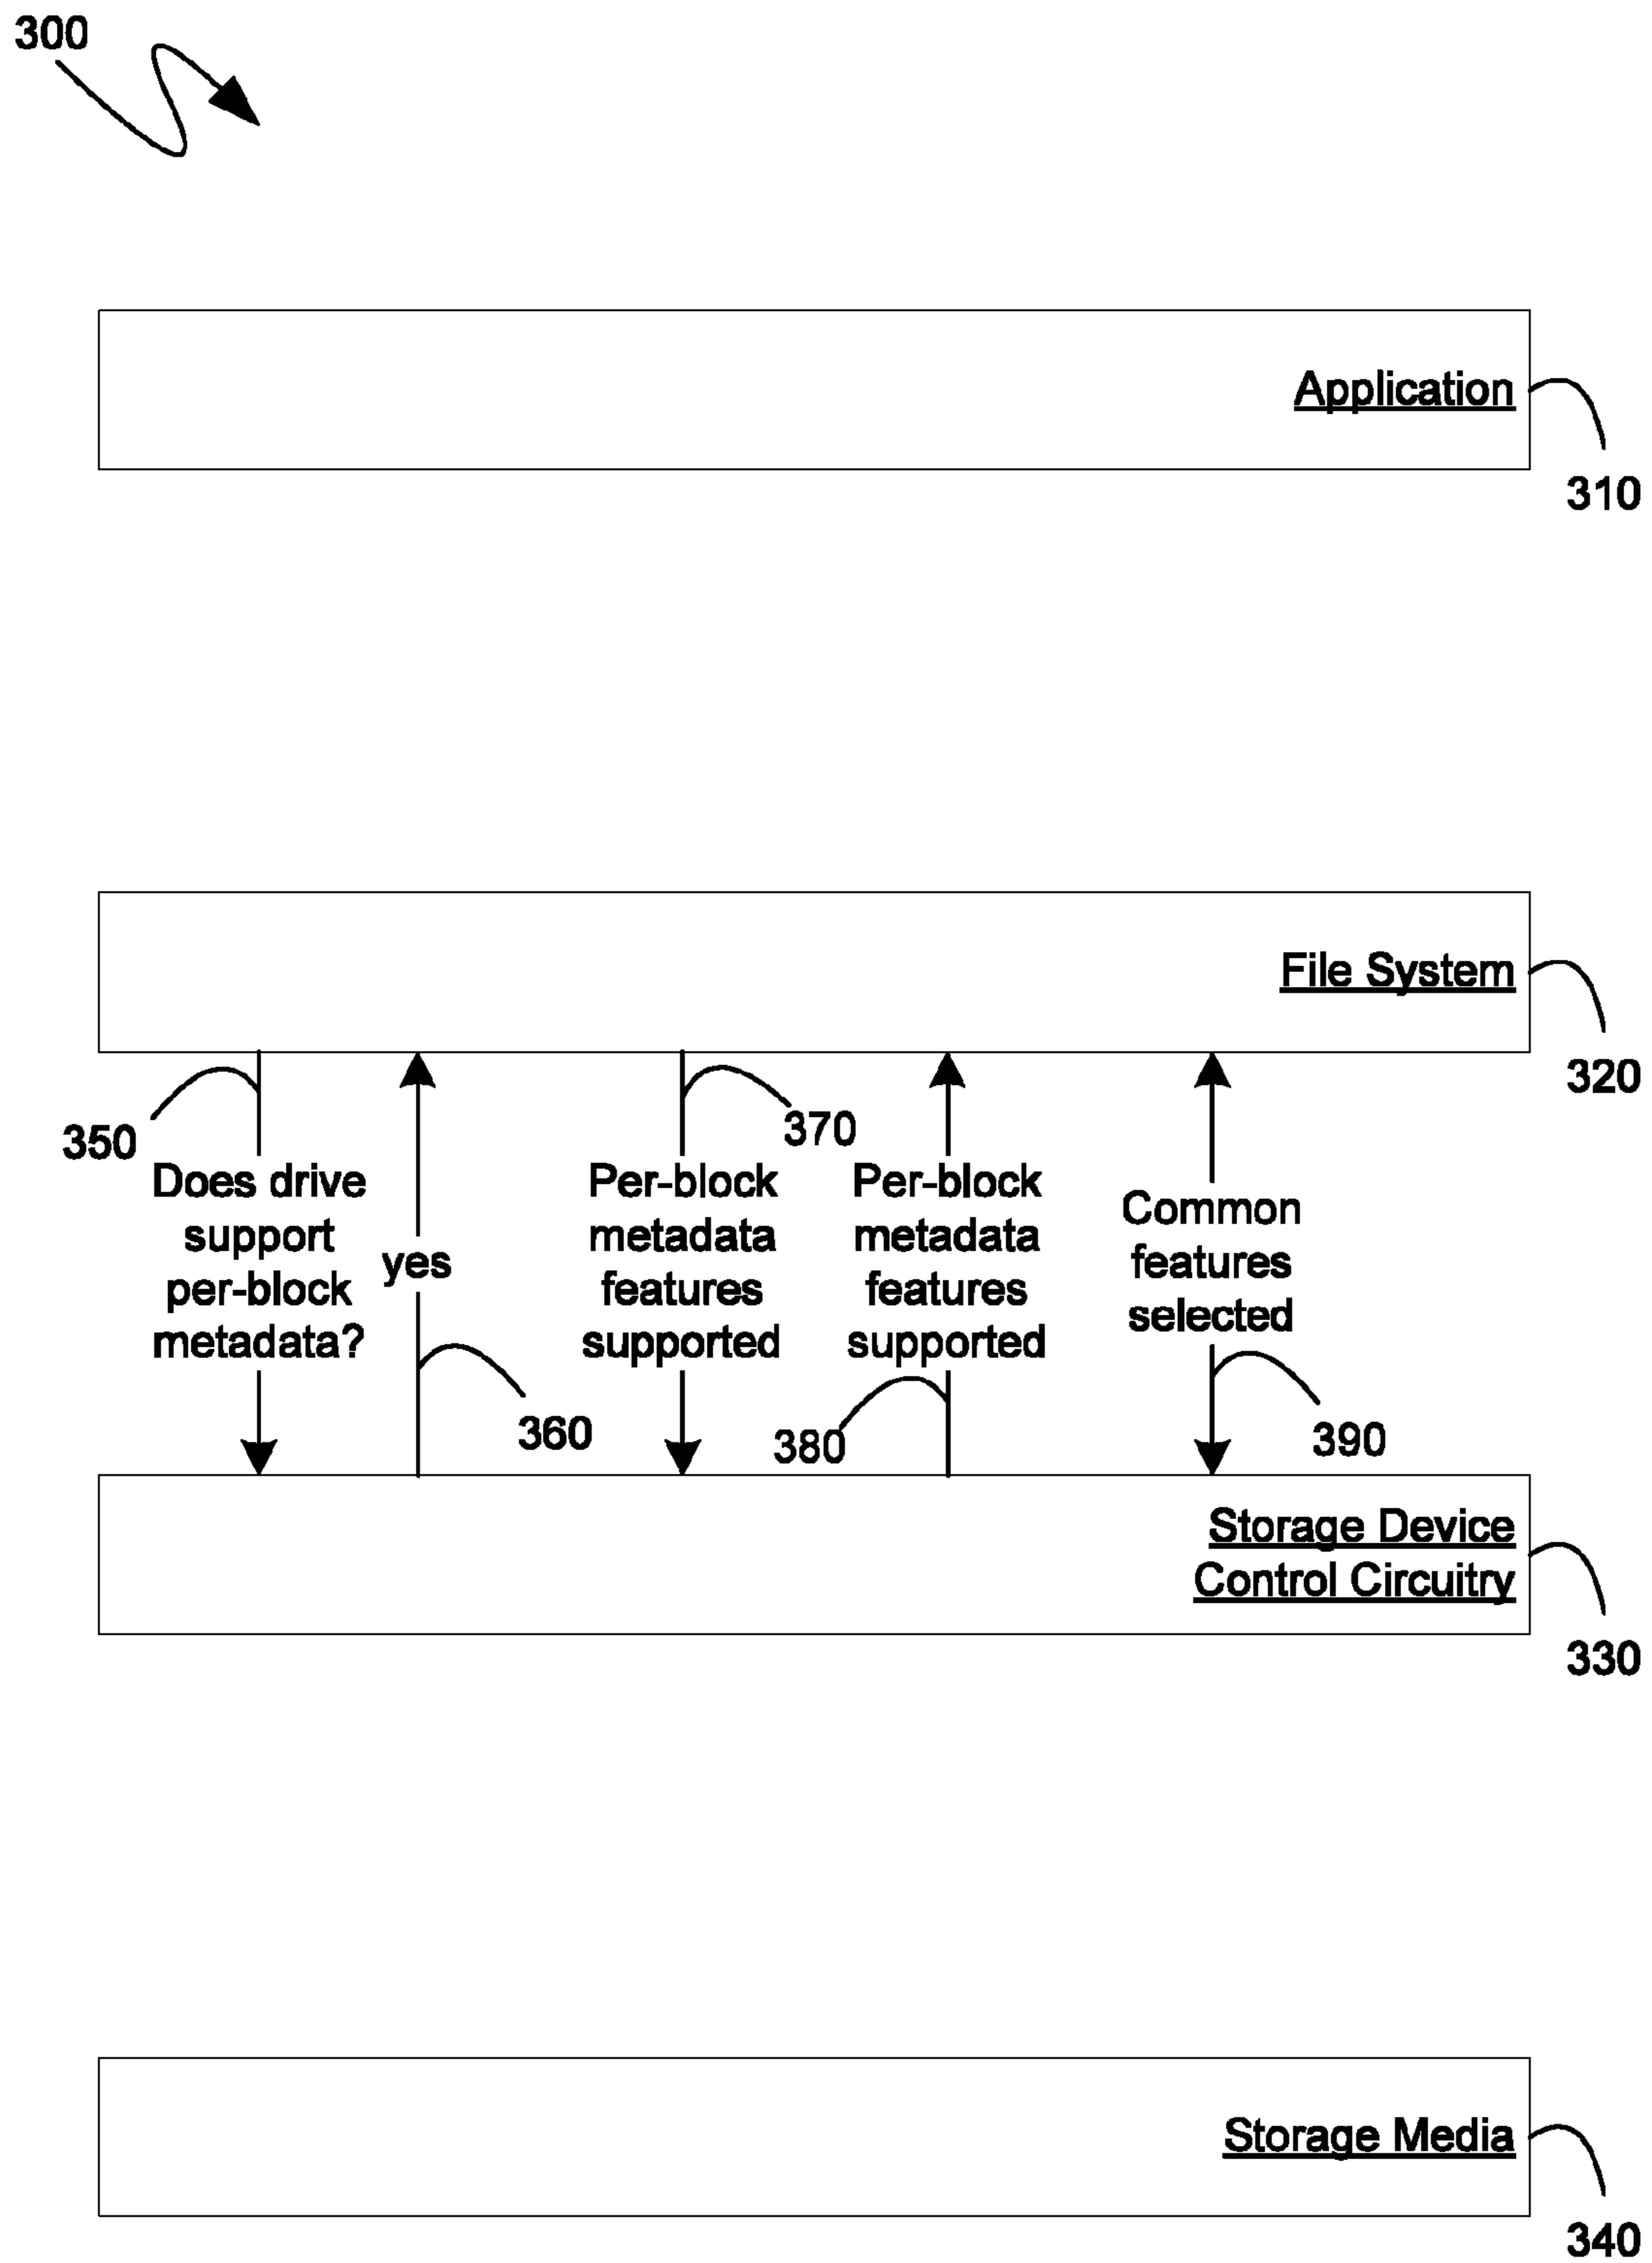 300
Application
310
File System
320
350
Does drive
support
per-block
metadata?
yes
360
370
Per-block
metadata
features
supported
380
Per-block
metadata
features
supported
Common
features
selected
390
Storage Device
Control Circuitry
330
Storage Media
340